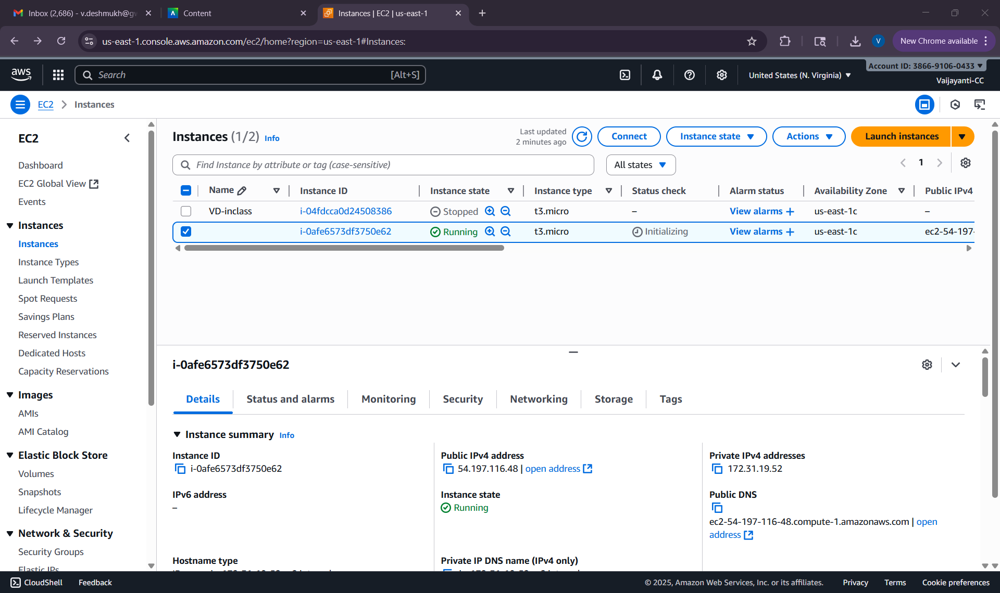 Inbox (2,686) - v.deshmukh@gw
Content
Instances | EC2 | us-east-1
us-east-1.console.aws.amazon.com/ec2/home?region=us-east-1#Instances:
V
New Chrome available
aws
Search
[Alt+S]
United States (N. Virginia)
Account ID: 3866-9106-0433
Vaijayanti-CC
EC2
Instances
EC2
Dashboard
EC2 Global View
Events
Instances
Instances
Instance Types
Launch Templates
Spot Requests
Savings Plans
Reserved Instances
Dedicated Hosts
Capacity Reservations
Images
AMIs
AMI Catalog
Elastic Block Store
Volumes
Snapshots
Lifecycle Manager
Network & Security
Security Groups
Elastic IPs
Instances (1/2) Info
Last updated
2 minutes ago
Connect
Instance state
Actions
Launch instances
Find Instance by attribute or tag (case-sensitive)
All states
1
Name Instance ID Instance state Instance type Status check Alarm status Availability Zone Public IPv4
VD-inclass i-04fdcca0d24508386 Stopped t3.micro – View alarms + us-east-1c –
i-0afe6573df3750e62 Running t3.micro Initializing View alarms + us-east-1c ec2-54-197-
i-0afe6573df3750e62
Details
Status and alarms
Monitoring
Security
Networking
Storage
Tags
Instance summary Info
Instance ID
i-0afe6573df3750e62
Public IPv4 address
54.197.116.48 | open address
Private IPv4 addresses
172.31.19.52
IPv6 address
–
Instance state
Running
Public DNS
ec2-54-197-116-48.compute-1.amazonaws.com | open
address
Hostname type
Private IP DNS name (IPv4 only)
CloudShell
Feedback
© 2025, Amazon Web Services, Inc. or its affiliates.
Privacy
Terms
Cookie preferences